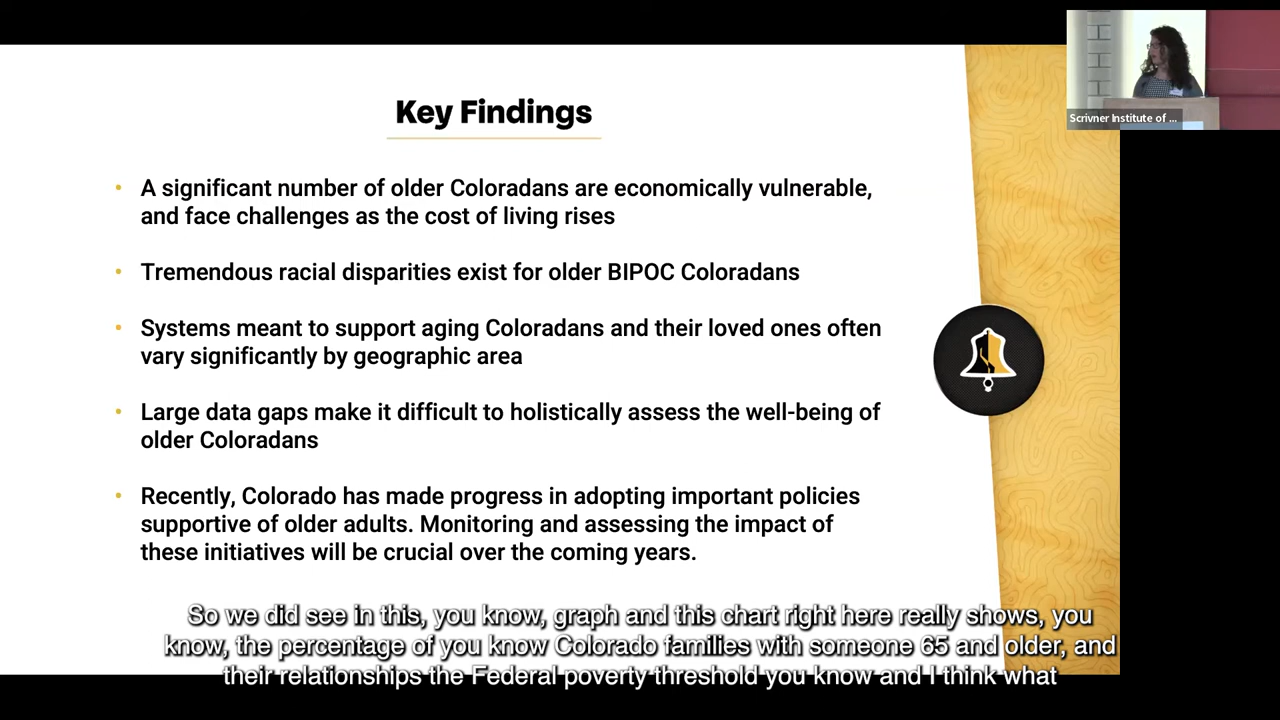 Key Findings
Scrivner Institute of ...
• A significant number of older Coloradans are economically vulnerable,
and face challenges as the cost of living rises
• Tremendous racial disparities exist for older BIPOC Coloradans
• Systems meant to support aging Coloradans and their loved ones often
vary significantly by geographic area
• Large data gaps make it difficult to holistically assess the well-being of
older Coloradans
• Recently, Colorado has made progress in adopting important policies
supportive of older adults. Monitoring and assessing the impact of
these initiatives will be crucial over the coming years.
So we did see in this, you know, graph and this chart right here really shows, you
know, the percentage of you know Colorado families with someone 65 and older, and
their relationships the Federal poverty threshold you know and I think what